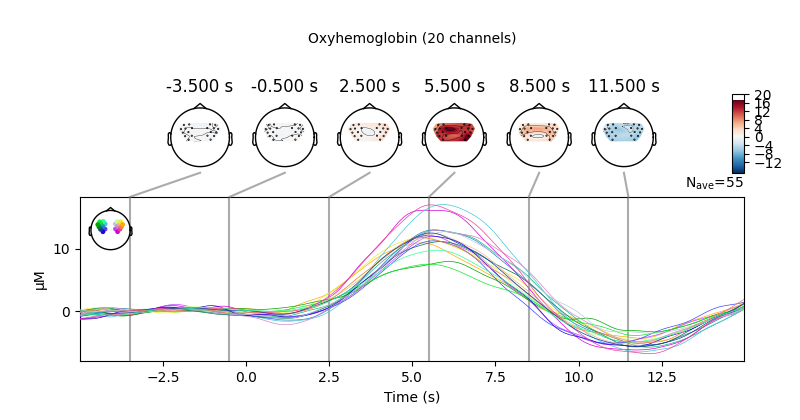 Oxyhemoglobin (20 channels)
-3.500 s -0.500 s 2.500 s 5.500 s 8.500 s 11.500 s
20
16
12
8
4
0
−4
−8
−12
Nave=55
10
0
µM
−2.5 0.0 2.5 5.0 7.5 10.0 12.5
Time (s)